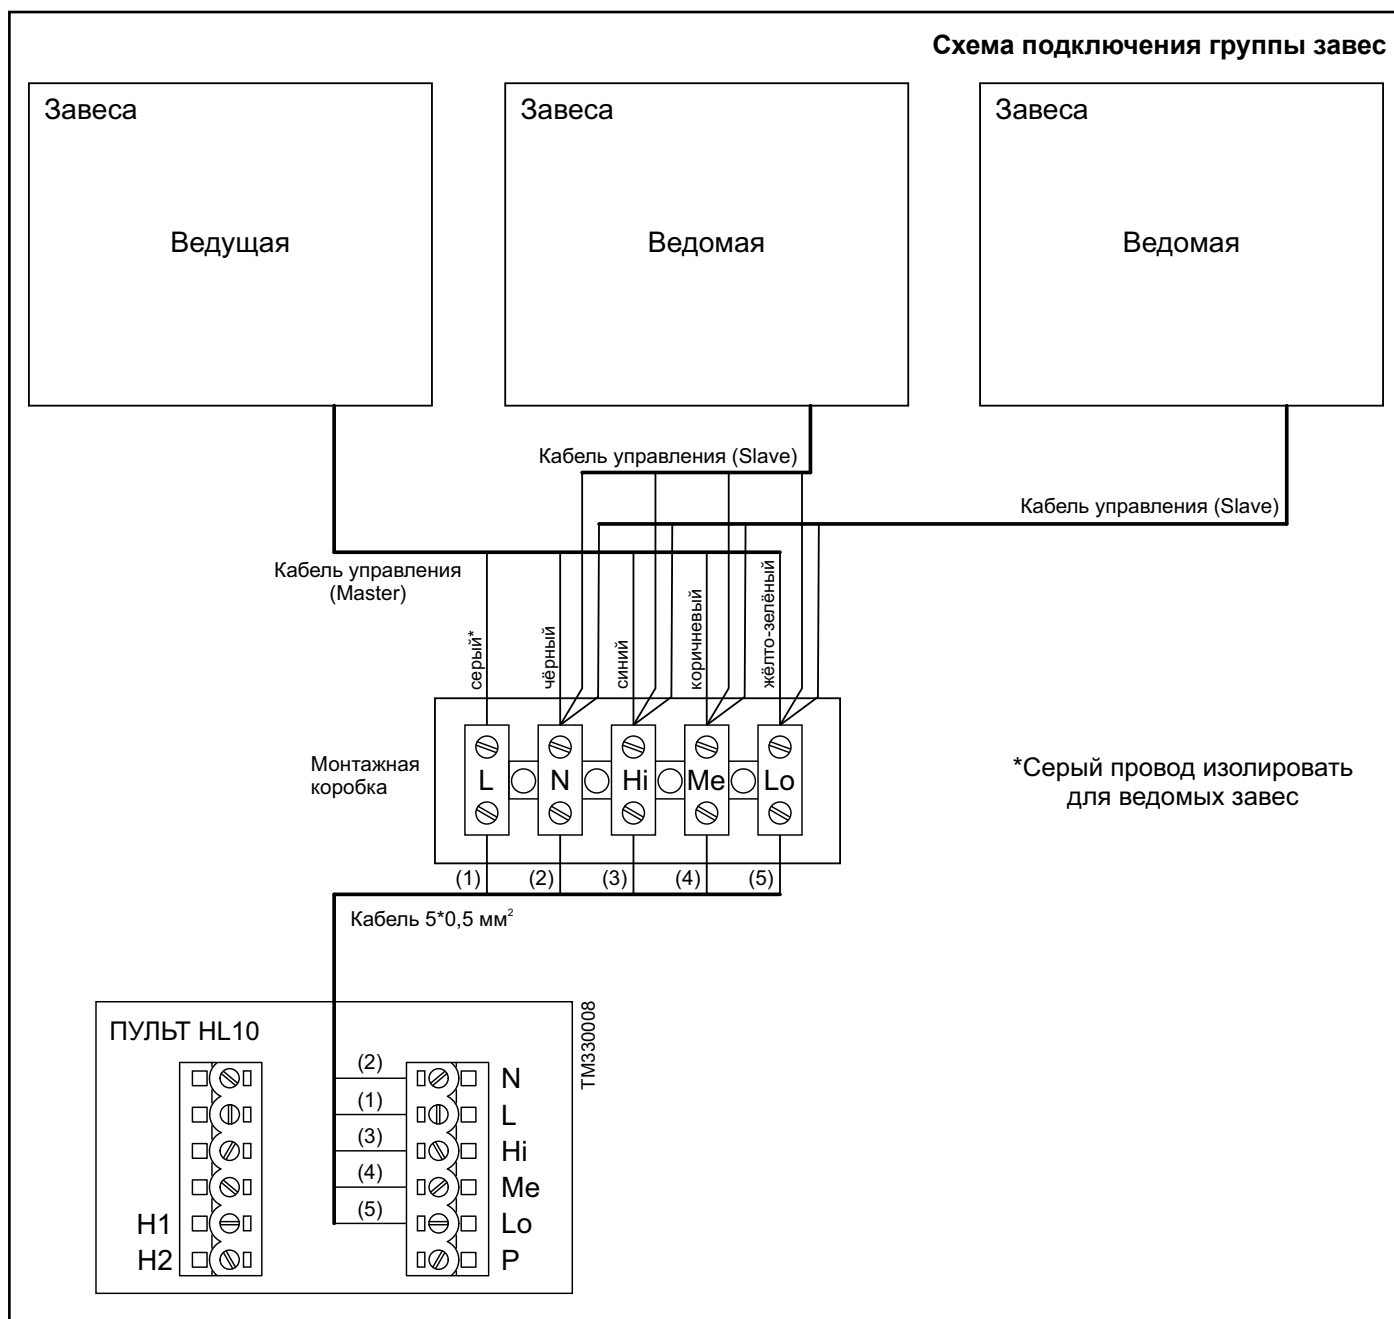 Схема подключения группы завес
Завеса
Ведущая
Завеса
Ведомая
Завеса
Ведомая
Кабель управления (Slave)
Кабель управления (Slave)
Кабель управления
(Master)
серый*
чёрный
синий
коричневый
жёлто-зелёный
Монтажная
коробка
L
N
Hi
Me
Lo
*Серый провод изолировать
для ведомых завес
(1)
(2)
(3)
(4)
(5)
Кабель 5*0,5 мм²
ПУЛЬТ HL10
TM330008
(2)
N
(1)
L
(3)
Hi
(4)
Me
H1
(5)
Lo
H2
P